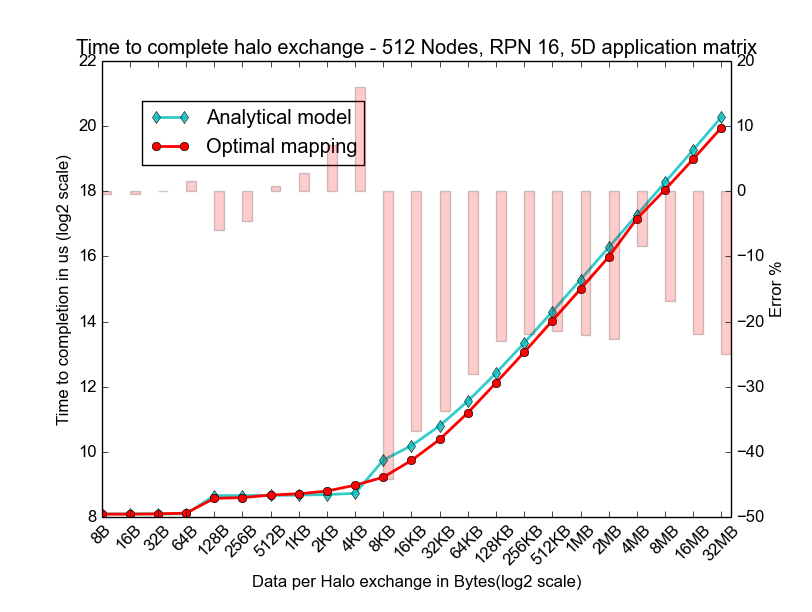 Time to complete halo exchange - 512 Nodes, RPN 16, 5D application matrix
22
20
18
16
14
12
10
8
Time to completion in us (log2 scale)
Analytical model
Optimal mapping
20
10
0
−10
−20
−30
−40
−50
Error %
8B
16B
32B
64B
128B
256B
512B
1KB
2KB
4KB
8KB
16KB
32KB
64KB
128KB
256KB
512KB
1MB
2MB
4MB
8MB
16MB
32MB
Data per Halo exchange in Bytes(log2 scale)